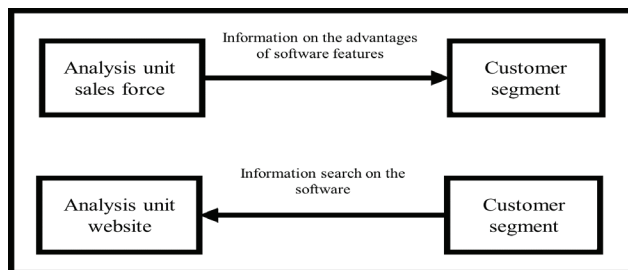 Information on the advantages
of software features
Analysis unit
sales force
Customer
segment
Information search on the
software
Analysis unit
website
Customer
segment